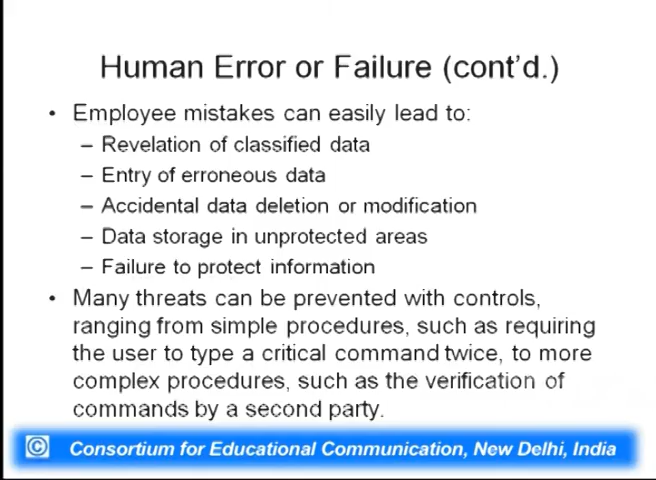 Human Error or Failure (cont'd.)
• Employee mistakes can easily lead to:
– Revelation of classified data
– Entry of erroneous data
– Accidental data deletion or modification
– Data storage in unprotected areas
– Failure to protect information
• Many threats can be prevented with controls,
ranging from simple procedures, such as requiring
the user to type a critical command twice, to more
complex procedures, such as the verification of
commands by a second party.
© Consortium for Educational Communication, New Delhi, India